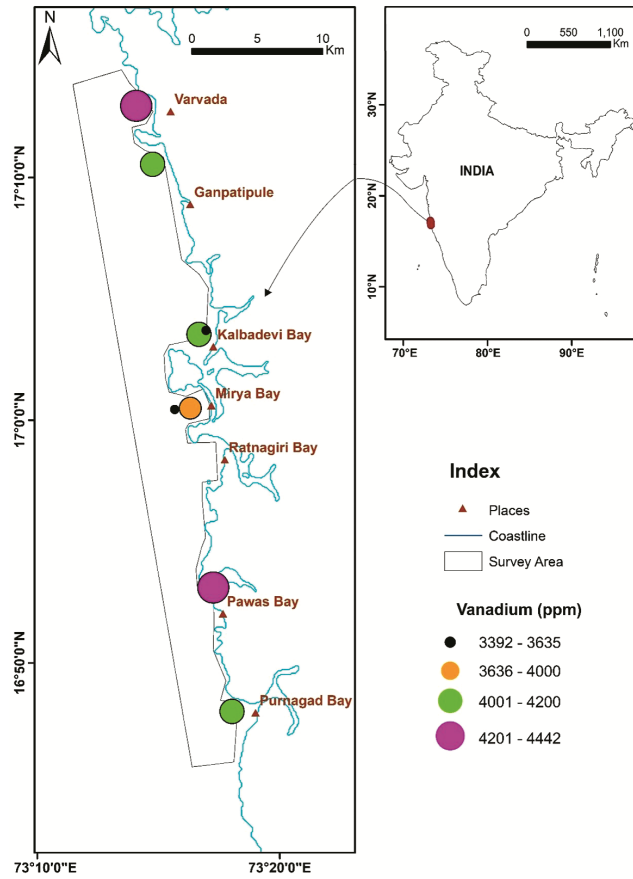 N
0 5 10
Km
Varvada
Ganpatipule
Kalbadevi Bay
Mirya Bay
Ratnagiri Bay
Pawas Bay
Purnagad Bay
17°10'0"N
17°0'0"N
16°50'0"N
73°10'0"E
73°20'0"E
0 550 1,100
Km
INDIA
30°N
20°N
10°N
70°E 80°E 90°E
Index
Places
Coastline
Survey Area
Vanadium (ppm)
3392 - 3635
3636 - 4000
4001 - 4200
4201 - 4442